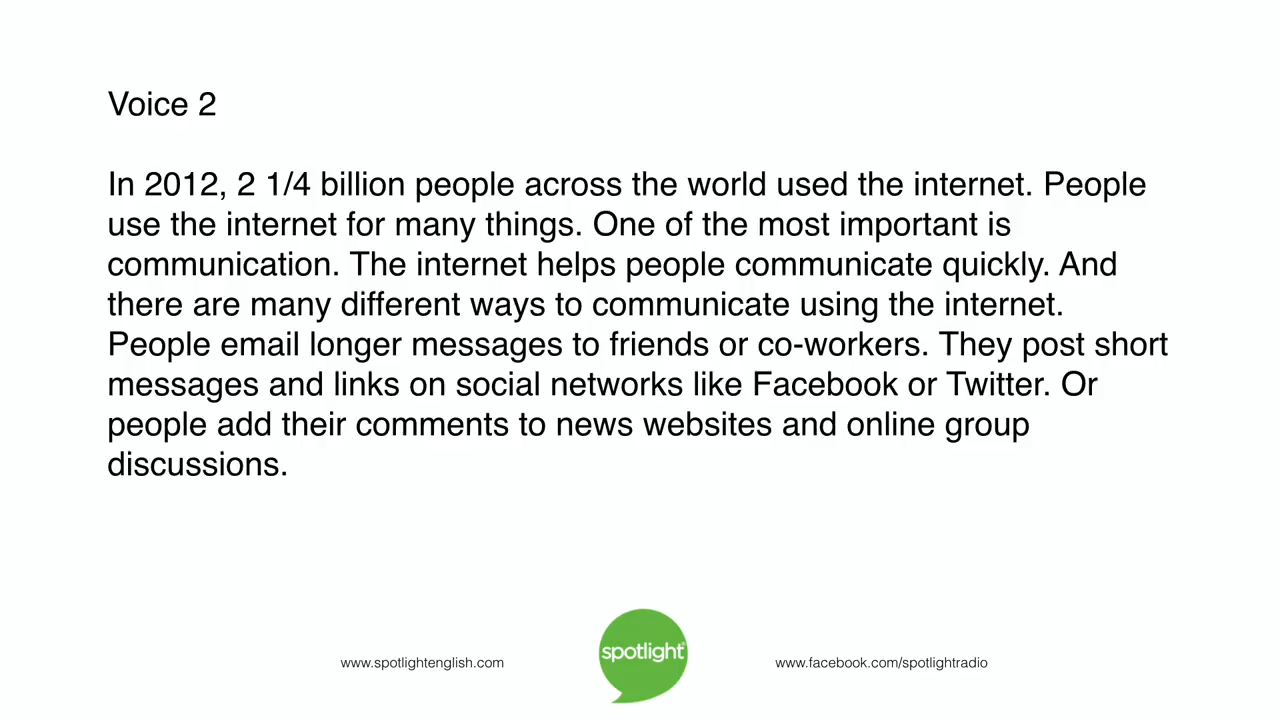 Voice 2
In 2012, 2 1/4 billion people across the world used the internet. People
use the internet for many things. One of the most important is
communication. The internet helps people communicate quickly. And
there are many different ways to communicate using the internet.
People email longer messages to friends or co-workers. They post short
messages and links on social networks like Facebook or Twitter. Or
people add their comments to news websites and online group
discussions.
www.spotlightenglish.com
spotlight
www.facebook.com/spotlightradio